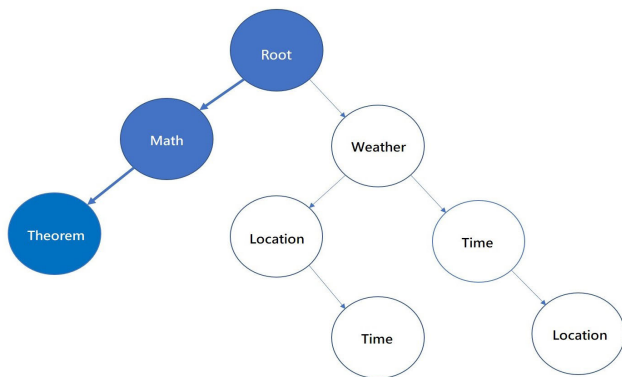 Root
Math
Weather
Theorem
Location
Time
Time
Location